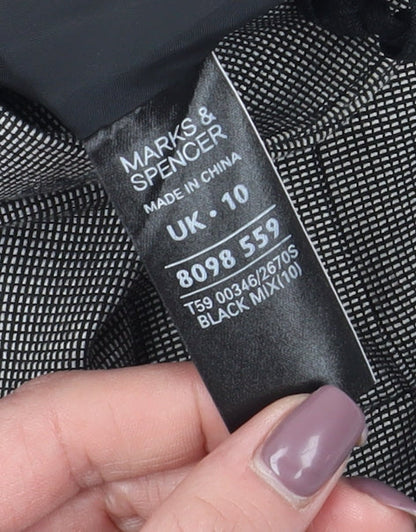 MARKS &
SPENCER
MADE IN CHINA
UK • 10
8098 559
T59 00346/2670S
BLACK MIX(10)